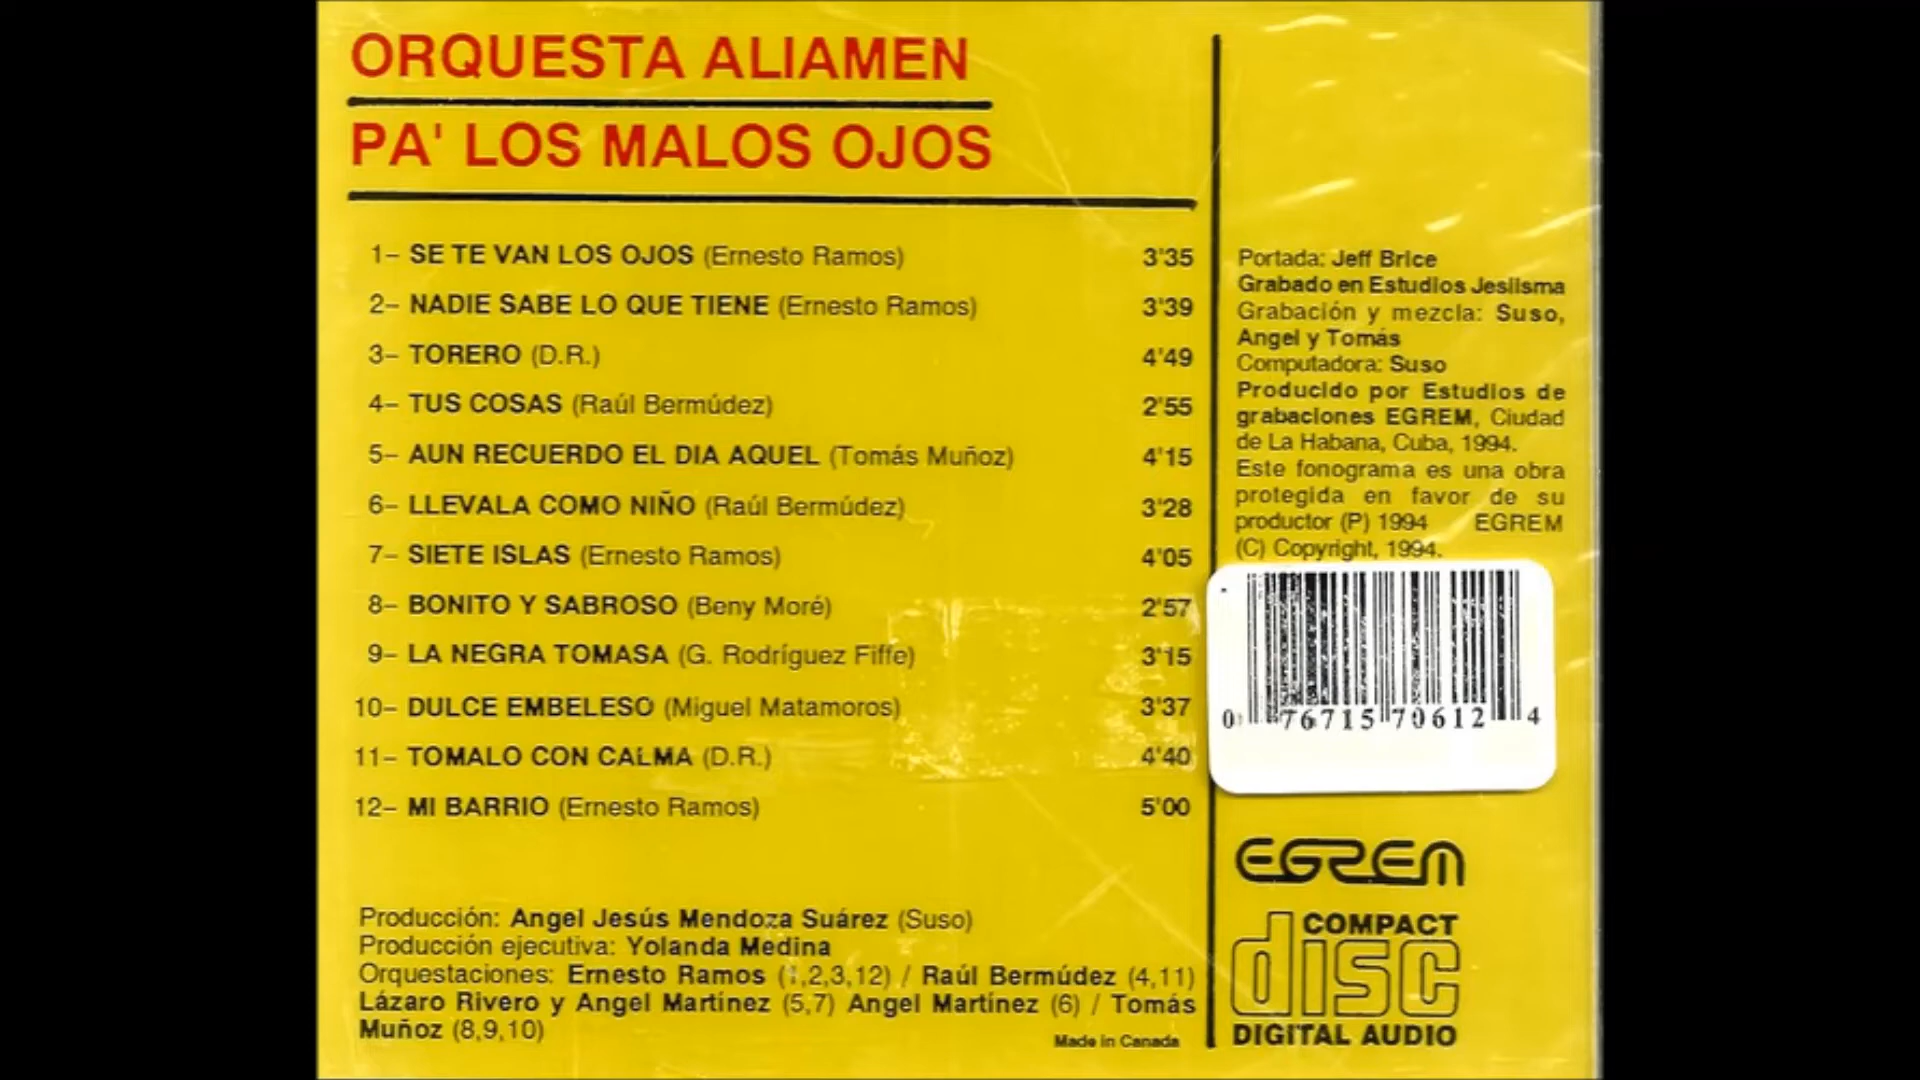 ORQUESTA ALIAMEN
PA' LOS MALOS OJOS
1– SE TE VAN LOS OJOS (Ernesto Ramos) 3'35
2– NADIE SABE LO QUE TIENE (Ernesto Ramos) 3'39
3– TORERO (D.R.) 4'49
4– TUS COSAS (Raúl Bermúdez) 2'55
5– AUN RECUERDO EL DIA AQUEL (Tomás Muñoz) 4'15
6– LLEVALA COMO NIÑO (Raúl Bermúdez) 3'28
7– SIETE ISLAS (Ernesto Ramos) 4'05
8– BONITO Y SABROSO (Beny Moré) 2'57
9– LA NEGRA TOMASA (G. Rodríguez Fiffe) 3'15
10– DULCE EMBELESO (Miguel Matamoros) 3'37
11– TOMALO CON CALMA (D.R.) 4'40
12– MI BARRIO (Ernesto Ramos) 5'00
Producción: Angel Jesús Mendoza Suárez (Suso)
Producción ejecutiva: Yolanda Medina
Orquestaciones: Ernesto Ramos (1,2,3,12) / Raúl Bermúdez (4,11)
Lázaro Rivero y Angel Martínez (5,7) Angel Martínez (6) / Tomás
Muñoz (8,9,10)
Made in Canada
Portada: Jeff Brice
Grabado en Estudios Jesiisma
Grabación y mezcla: Suso,
Angel y Tomás
Computadora: Suso
Producido por Estudios de
grabaciones EGREM, Ciudad
de La Habana, Cuba, 1994.
Este fonograma es una obra
protegida en favor de su
productor (P) 1994 EGREM
(C) Copyright, 1994.
0 76715 70612 4
EGREM
COMPACT
disc
DIGITAL AUDIO